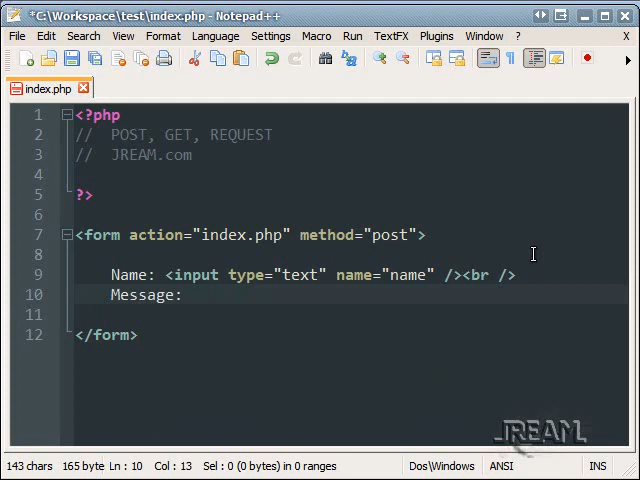 *C:\Workspace\test\index.php - Notepad++
File Edit Search View Format Language Settings Macro Run TextFX Plugins Window ? X
index.php
1 <?php
2 // POST, GET, REQUEST
3 // JREAM.com
4
5 ?>
6
7 <form action="index.php" method="post">
8
9 Name: <input type="text" name="name" /><br />
10 Message:
11
12 </form>
JREAM
143 chars 165 byte Ln : 10 Col : 13 Sel : 0 (0 bytes) in 0 ranges Dos\Windows ANSI INS